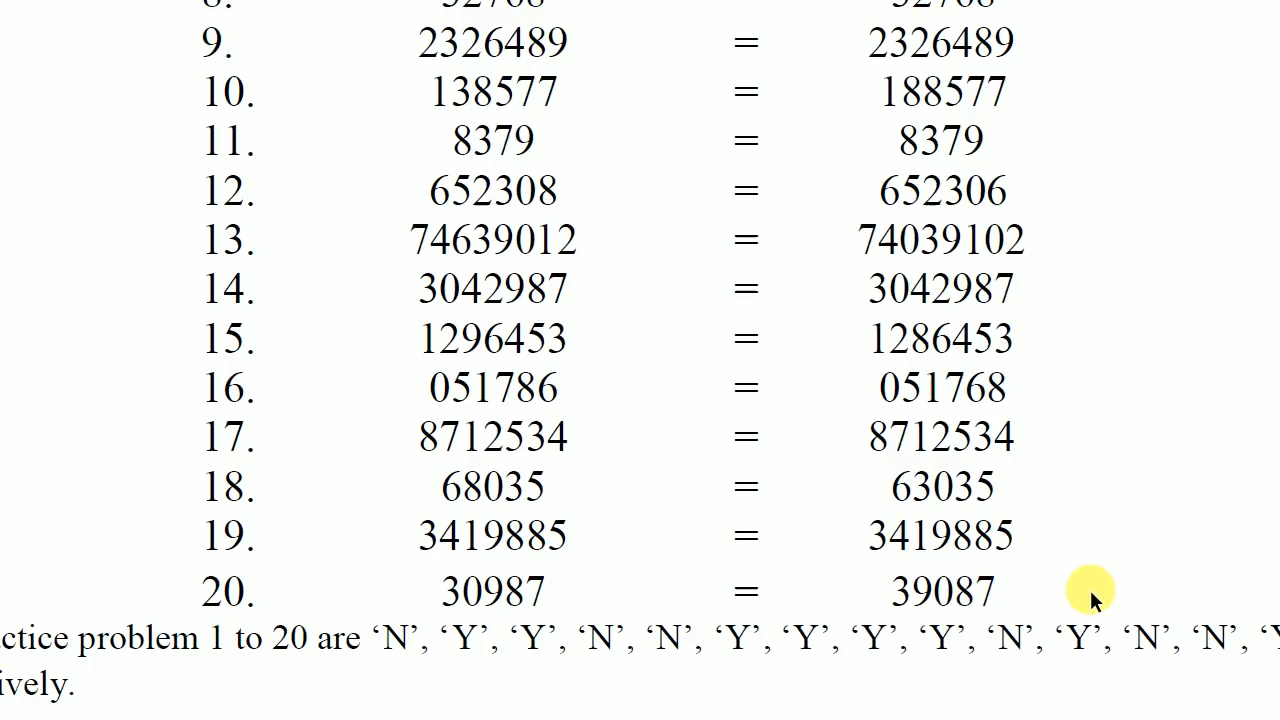 9. 2326489 = 2326489
10. 138577 = 188577
11. 8379 = 8379
12. 652308 = 652306
13. 74639012 = 74039102
14. 3042987 = 3042987
15. 1296453 = 1286453
16. 051786 = 051768
17. 8712534 = 8712534
18. 68035 = 63035
19. 3419885 = 3419885
20. 30987 = 39087
problem 1 to 20 are ‘N’, ‘Y’, ‘Y’, ‘N’, ‘N’, ‘Y’, ‘Y’, ‘Y’, ‘Y’, ‘N’, ‘Y’, ‘N’, ‘N’,